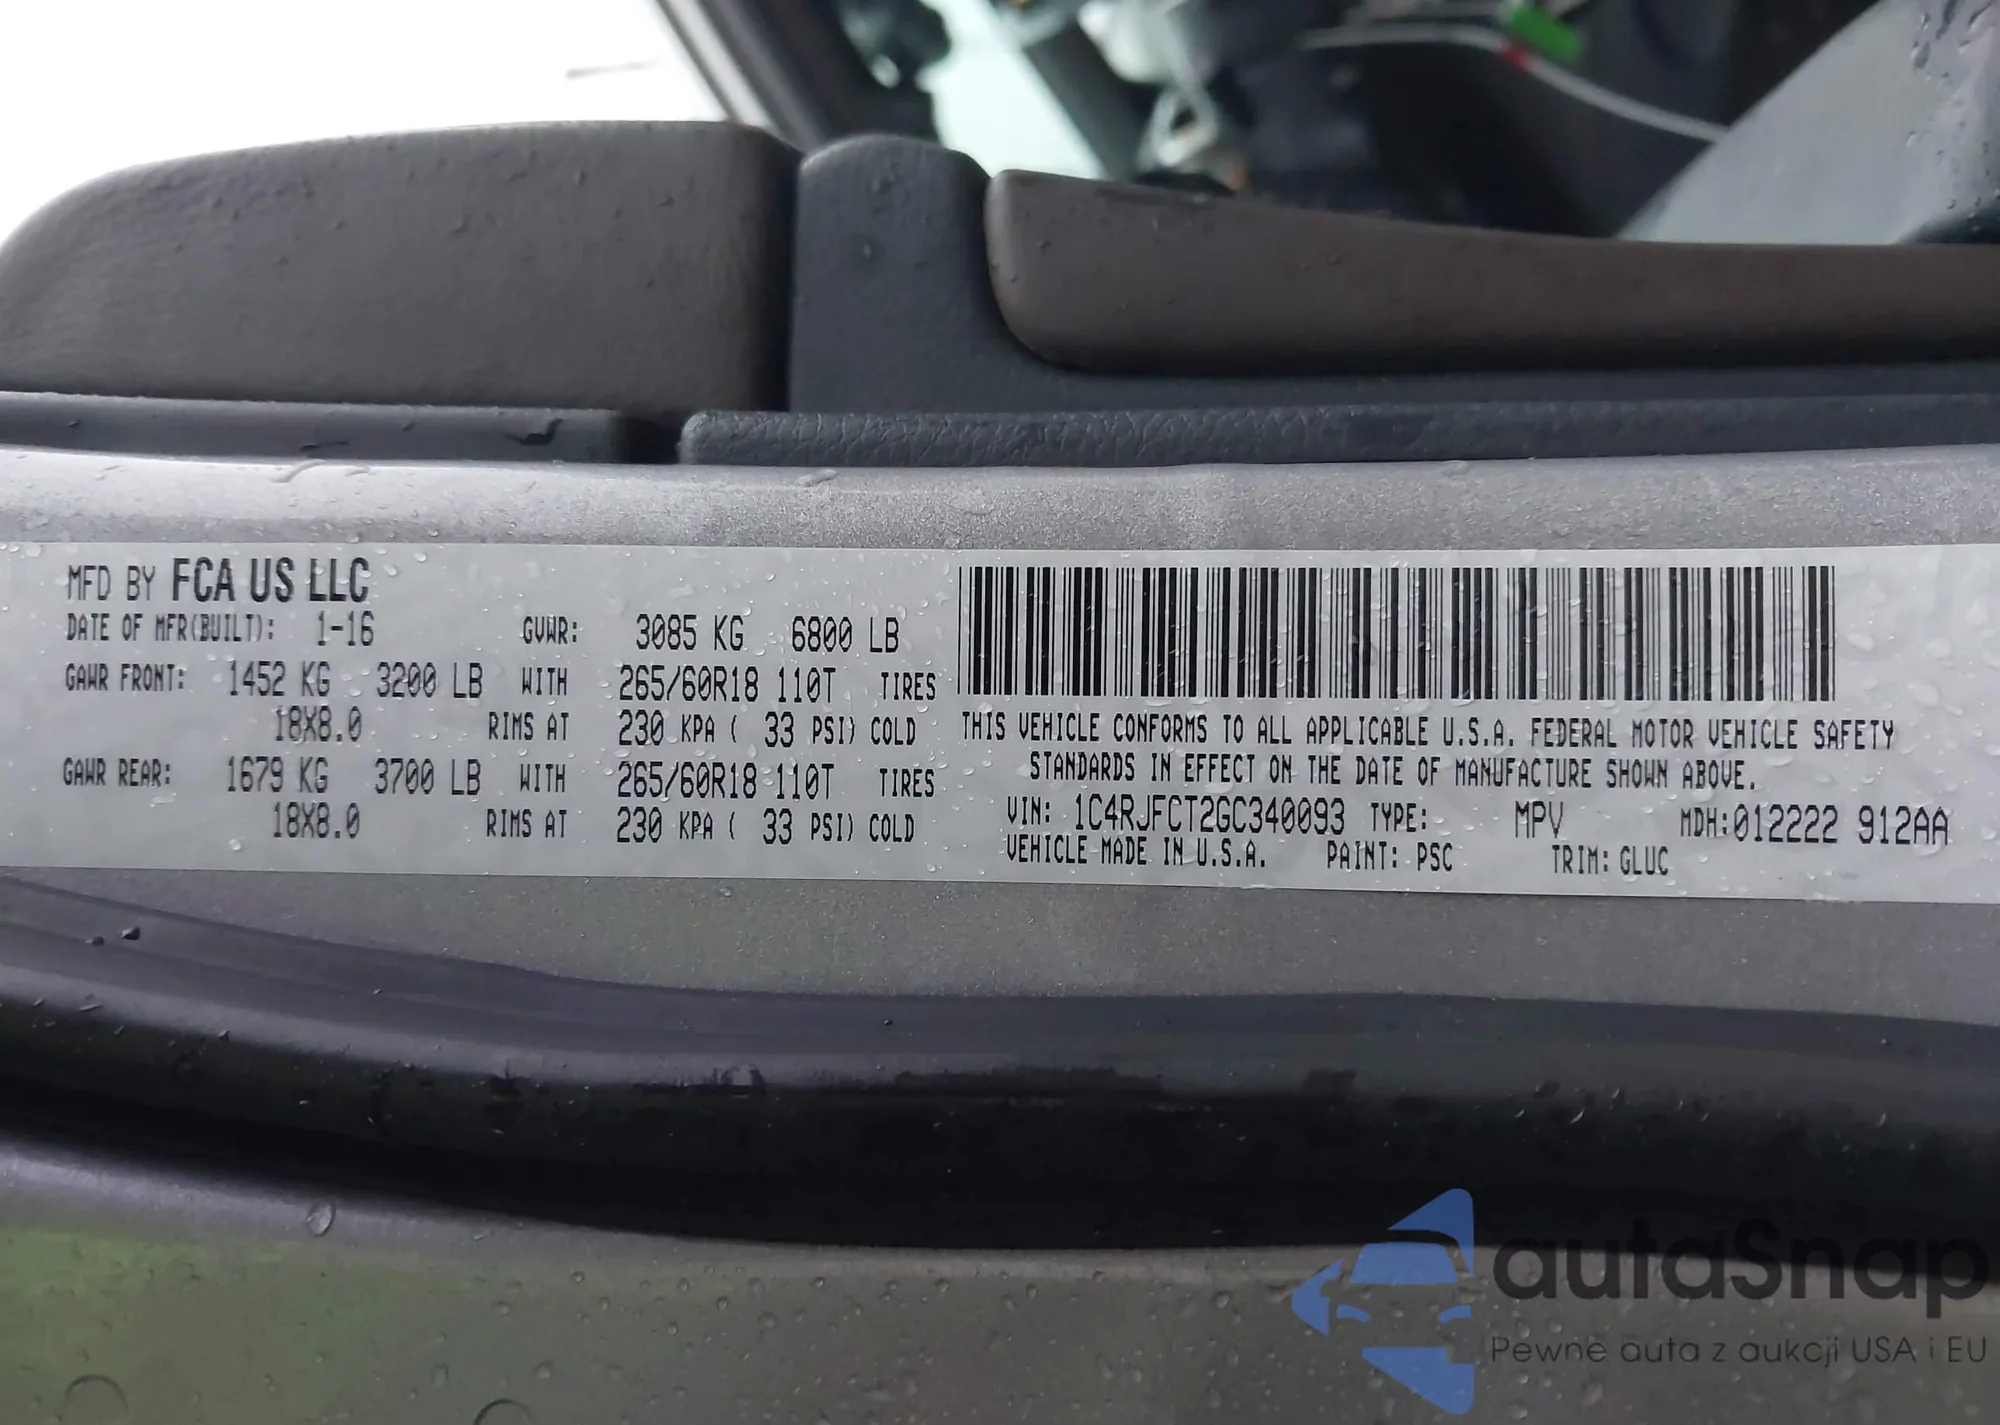 MFD BY FCA US LLC
DATE OF MFR(BUILT): 1-16 GVWR: 3085 KG 6800 LB
GAWR FRONT: 1452 KG 3200 LB WITH 265/60R18 110T TIRES
18X8.0 RIMS AT 230 KPA ( 33 PSI) COLD
GAWR REAR: 1679 KG 3700 LB WITH 265/60R18 110T TIRES
18X8.0 RIMS AT 230 KPA ( 33 PSI) COLD
THIS VEHICLE CONFORMS TO ALL APPLICABLE U.S.A. FEDERAL MOTOR VEHICLE SAFETY
STANDARDS IN EFFECT ON THE DATE OF MANUFACTURE SHOWN ABOVE.
VIN: 1C4RJFCT2GC340093 TYPE: MPV MDH:012222 912AA
VEHICLE MADE IN U.S.A. PAINT: PSC TRIM: GLUC
autaSnap
Pewne auta z aukcji USA i EU